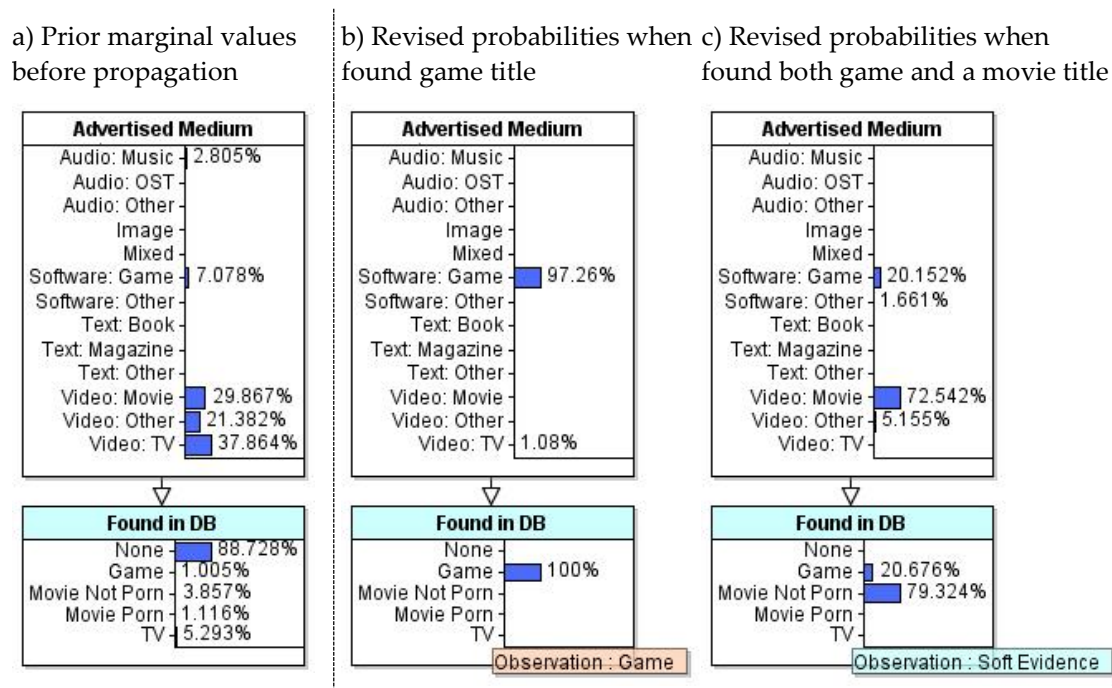 a) Prior marginal values
before propagation
Advertised Medium
Audio: Music 2.805%
Audio: OST
Audio: Other
Image
Mixed
Software: Game 7.078%
Software: Other
Text: Book
Text: Magazine
Text: Other
Video: Movie 29.867%
Video: Other 21.382%
Video: TV 37.864%
Found in DB
None 88.728%
Game 1.005%
Movie Not Porn 3.857%
Movie Porn 1.116%
TV 5.293%
b) Revised probabilities when
found game title
Advertised Medium
Audio: Music
Audio: OST
Audio: Other
Image
Mixed
Software: Game 97.26%
Software: Other
Text: Book
Text: Magazine
Text: Other
Video: Movie
Video: Other
Video: TV 1.08%
Found in DB
None
Game 100%
Movie Not Porn
Movie Porn
TV
Observation : Game
c) Revised probabilities when
found both game and a movie title
Advertised Medium
Audio: Music
Audio: OST
Audio: Other
Image
Mixed
Software: Game 20.152%
Software: Other 1.661%
Text: Book
Text: Magazine
Text: Other
Video: Movie 72.542%
Video: Other 5.155%
Video: TV
Found in DB
None
Game 20.676%
Movie Not Porn 79.324%
Movie Porn
TV
Observation : Soft Evidence